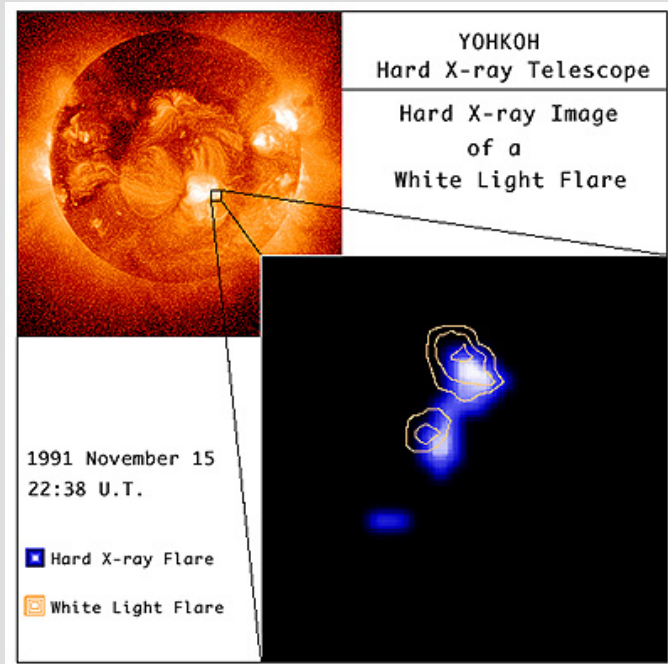 YOHKOH
Hard X-ray Telescope
Hard X-ray Image
of a
White Light Flare
1991 November 15
22:38 U.T.
Hard X-ray Flare
White Light Flare